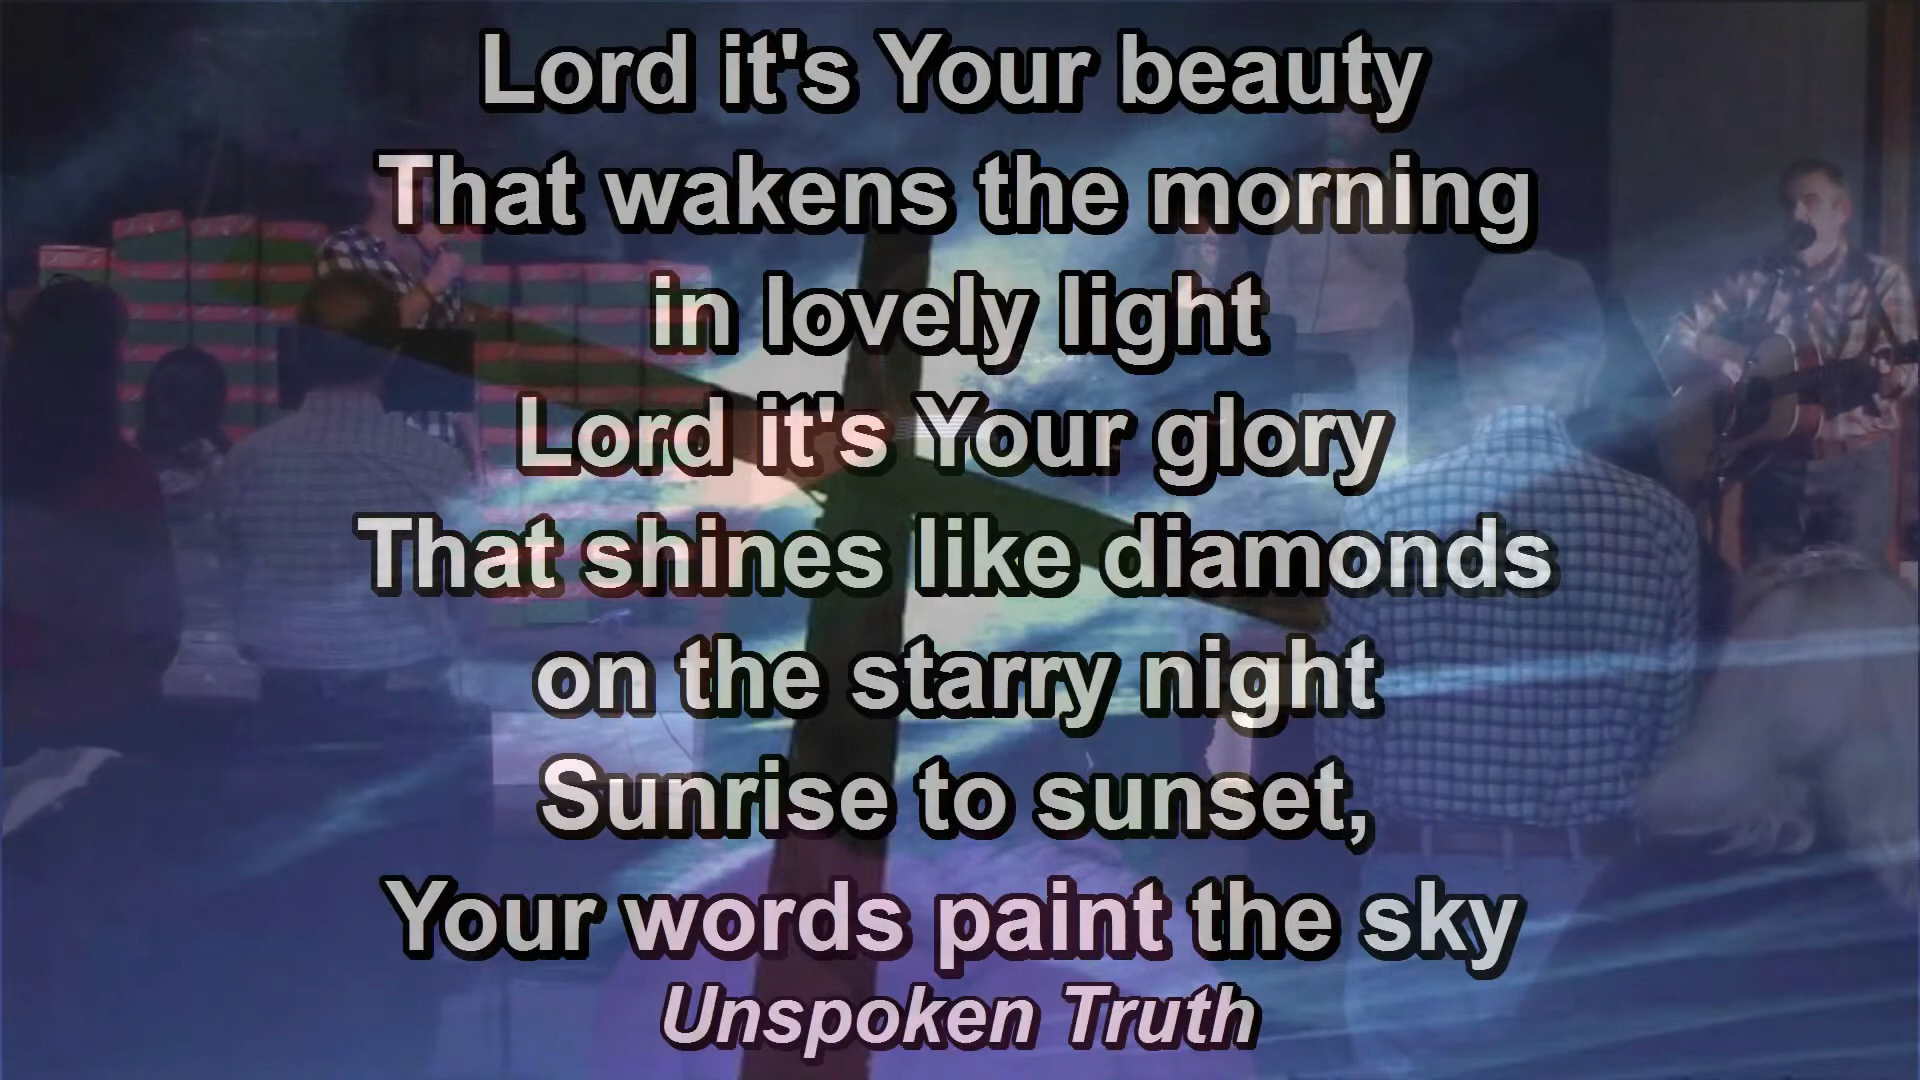 Lord it's Your beauty
That wakens the morning
in lovely light
Lord it's Your glory
That shines like diamonds
on the starry night
Sunrise to sunset,
Your words paint the sky
Unspoken Truth